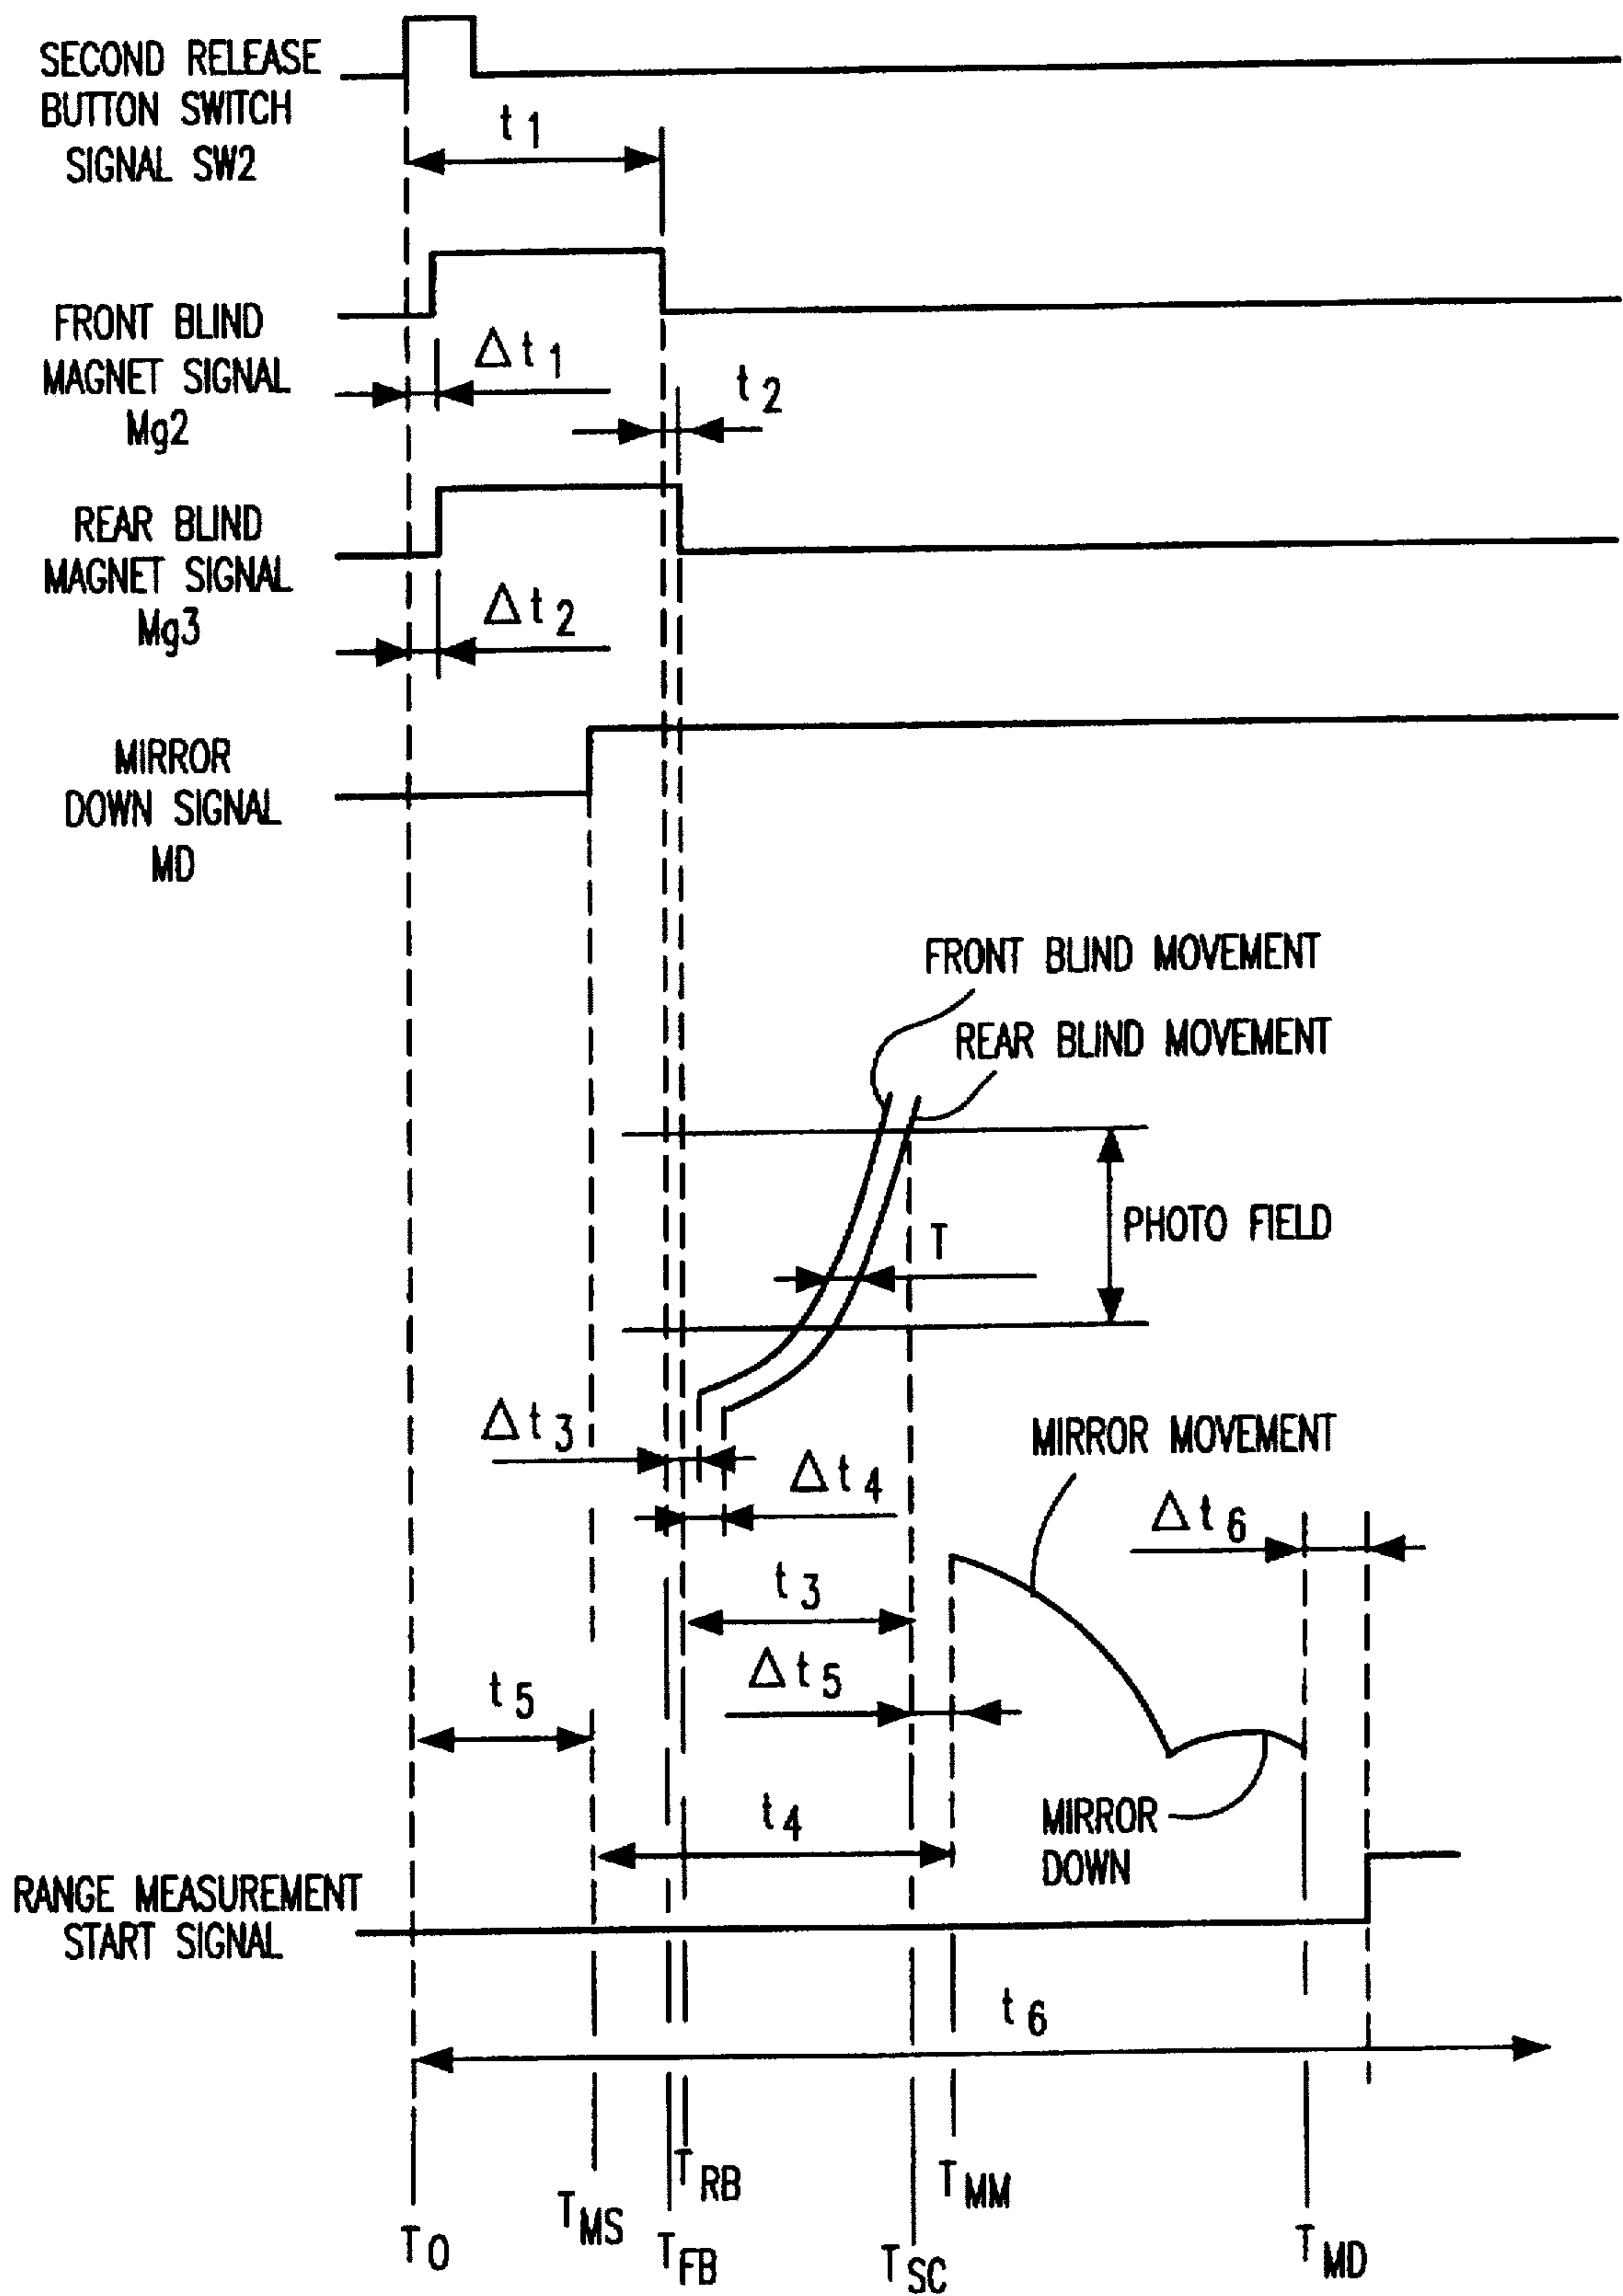 SECOND RELEASE
BUTTON SWITCH
SIGNAL SW2
t1
FRONT BLIND
MAGNET SIGNAL
Mg2
Δt1
t2
REAR BLIND
MAGNET SIGNAL
Mg3
Δt2
MIRROR
DOWN SIGNAL
MD
FRONT BLIND MOVEMENT
REAR BLIND MOVEMENT
PHOTO FIELD
T
Δt3
Δt4
MIRROR MOVEMENT
Δt6
t3
Δt5
t5
t4
MIRROR
DOWN
RANGE MEASUREMENT
START SIGNAL
t6
TO
TMS
TFB
TRB
TSC
TMM
TMD